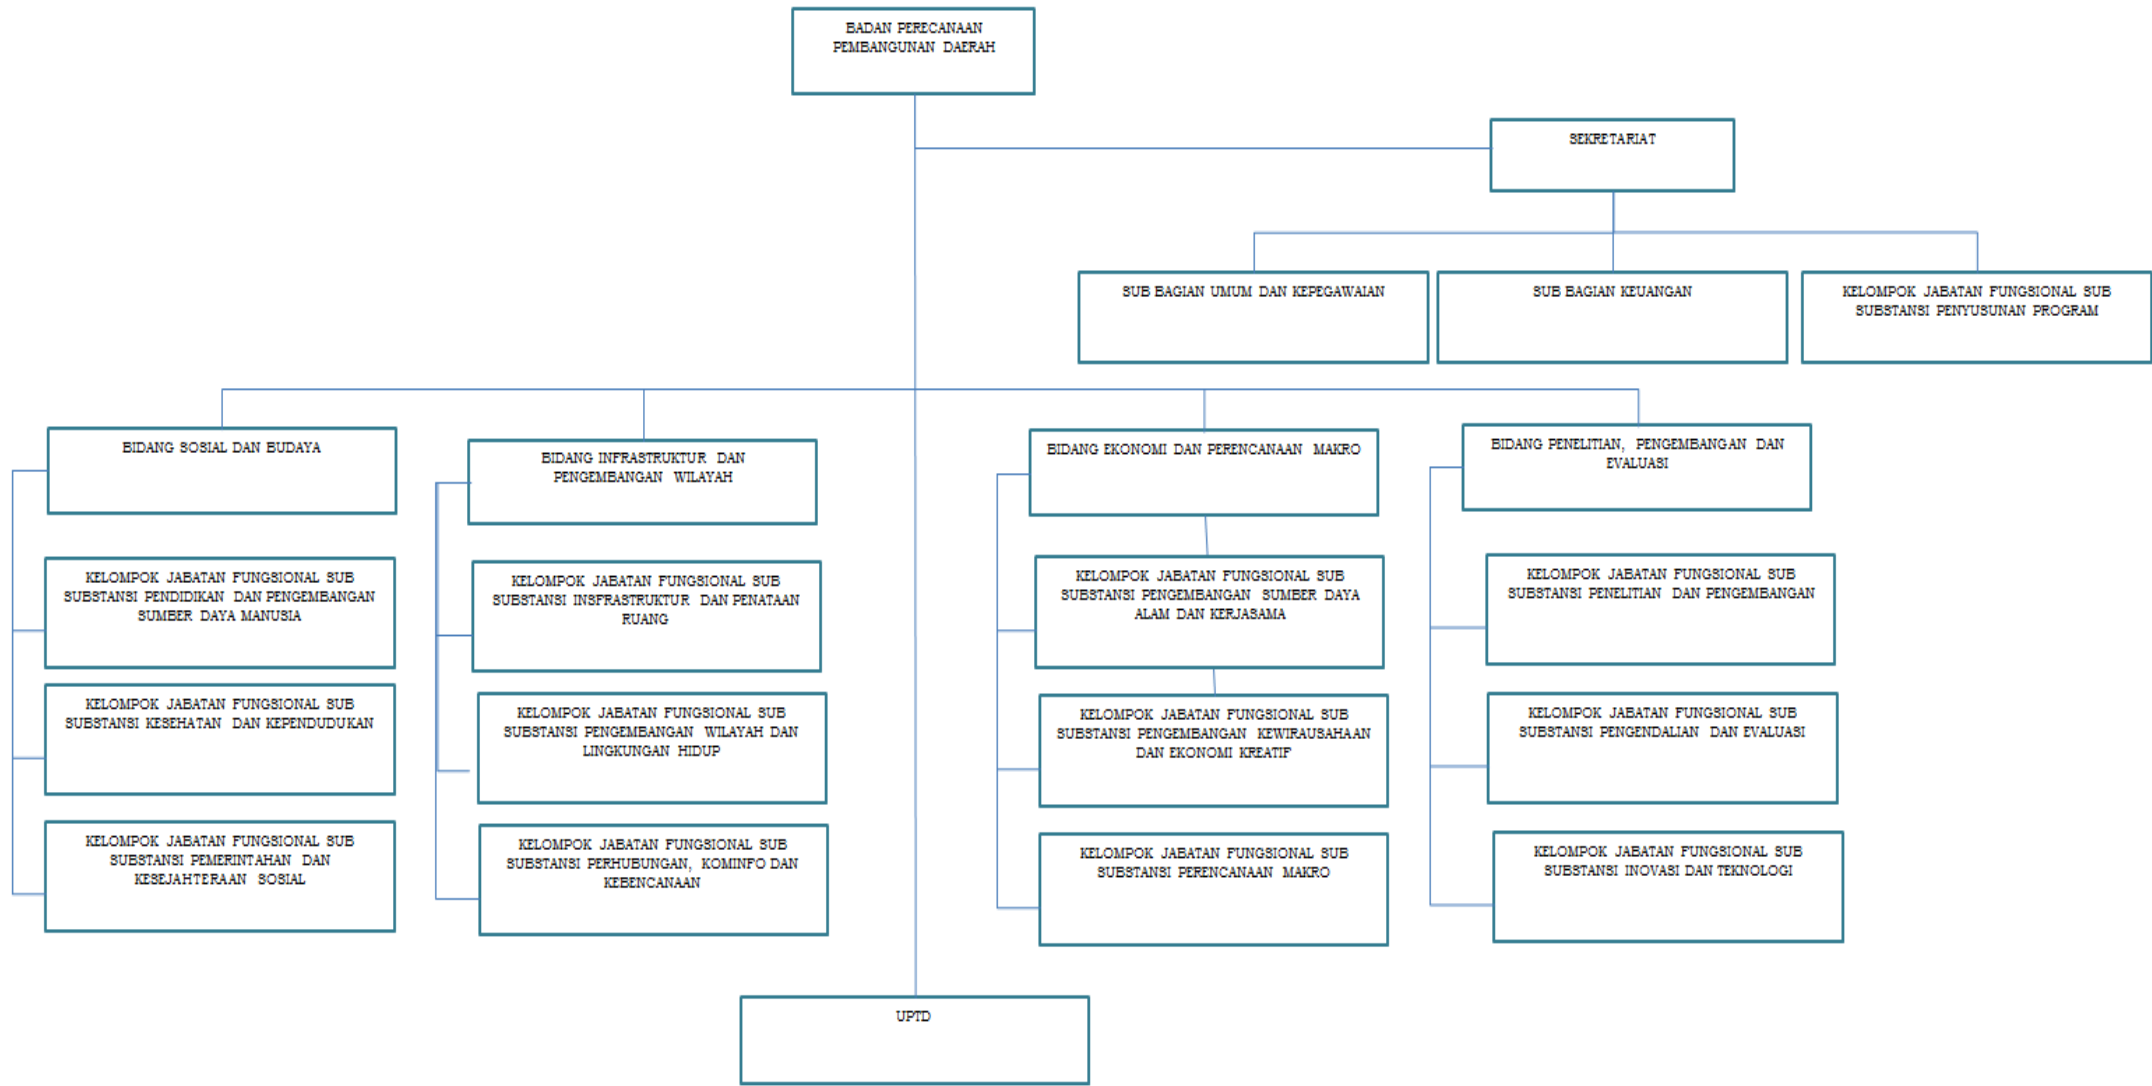 BADAN PERECANAAN
PEMBANGUNAN DAERAH
SEKRETARIAT
SUB BAGIAN UMUM DAN KEPEGAWAIAN
SUB BAGIAN KEUANGAN
KELOMPOK JABATAN FUNGSIONAL SUB
SUBSTANSI PENYUSUNAN PROGRAM
BIDANG SOSIAL DAN BUDAYA
KELOMPOK JABATAN FUNGSIONAL SUB
SUBSTANSI PENDIDIKAN DAN PENGEMBANGAN
SUMBER DAYA MANUSIA
KELOMPOK JABATAN FUNGSIONAL SUB
SUBSTANSI KESEHATAN DAN KEPENDUDUKAN
KELOMPOK JABATAN FUNGSIONAL SUB
SUBSTANSI PEMERINTAHAN DAN
KESEJAHTERAAN SOSIAL
BIDANG INFRASTRUKTUR DAN
PENGEMBANGAN WILAYAH
KELOMPOK JABATAN FUNGSIONAL SUB
SUBSTANSI INSFRASTRUKTUR DAN PENATAAN
RUANG
KELOMPOK JABATAN FUNGSIONAL SUB
SUBSTANSI PENGEMBANGAN WILAYAH DAN
LINGKUNGAN HIDUP
KELOMPOK JABATAN FUNGSIONAL SUB
SUBSTANSI PERHUBUNGAN, KOMINFO DAN
KEBENCANAAN
BIDANG EKONOMI DAN PERENCANAAN MAKRO
KELOMPOK JABATAN FUNGSIONAL SUB
SUBSTANSI PENGEMBANGAN SUMBER DAYA
ALAM DAN KERJASAMA
KELOMPOK JABATAN FUNGSIONAL SUB
SUBSTANSI PENGEMBANGAN KEWIRAUSAHAAN
DAN EKONOMI KREATIF
KELOMPOK JABATAN FUNGSIONAL SUB
SUBSTANSI PERENCANAAN MAKRO
BIDANG PENELITIAN, PENGEMBANGAN DAN
EVALUASI
KELOMPOK JABATAN FUNGSIONAL SUB
SUBSTANSI PENELITIAN DAN PENGEMBANGAN
KELOMPOK JABATAN FUNGSIONAL SUB
SUBSTANSI PENGENDALIAN DAN EVALUASI
KELOMPOK JABATAN FUNGSIONAL SUB
SUBSTANSI INOVASI DAN TEKNOLOGI
UPTD